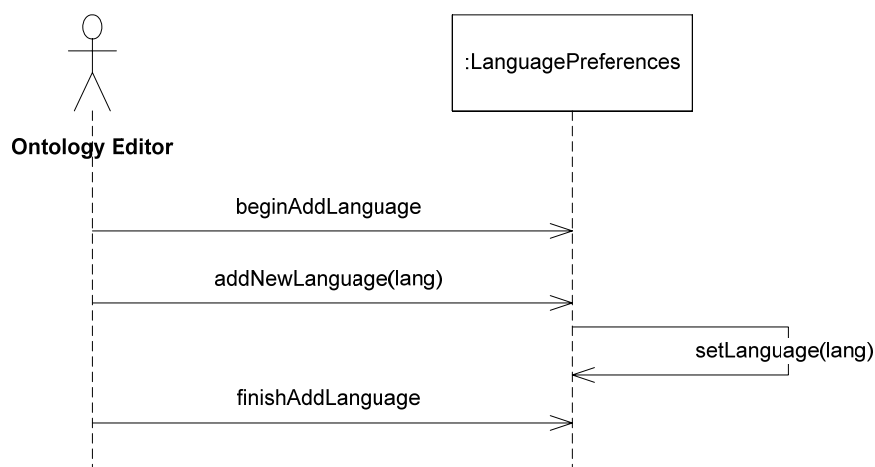 :LanguagePreferences
Ontology Editor
beginAddLanguage
addNewLanguage(lang)
setLanguage(lang)
finishAddLanguage